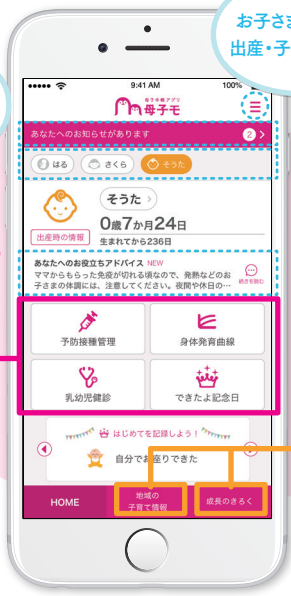 お子さま
出産・子
9:41 AM
100%
母子手帳アプリ
母子モ
あなたへのお知らせがあります 2
はる さくら そうた
そうた
0歳7か月24日
出産時の情報
生まれてから236日
あなたへのお役立ちアドバイス NEW
ママからもらった免疫が切れる頃なので、発熱などのお
子さまの体調には、注意してください。夜間や休日の…
続きを読む
予防接種管理 身体発育曲線
乳幼児健診 できたよ記念日
はじめてを記録しよう!
自分でお座りできた
HOME
地域の
子育て情報
成長のきろく